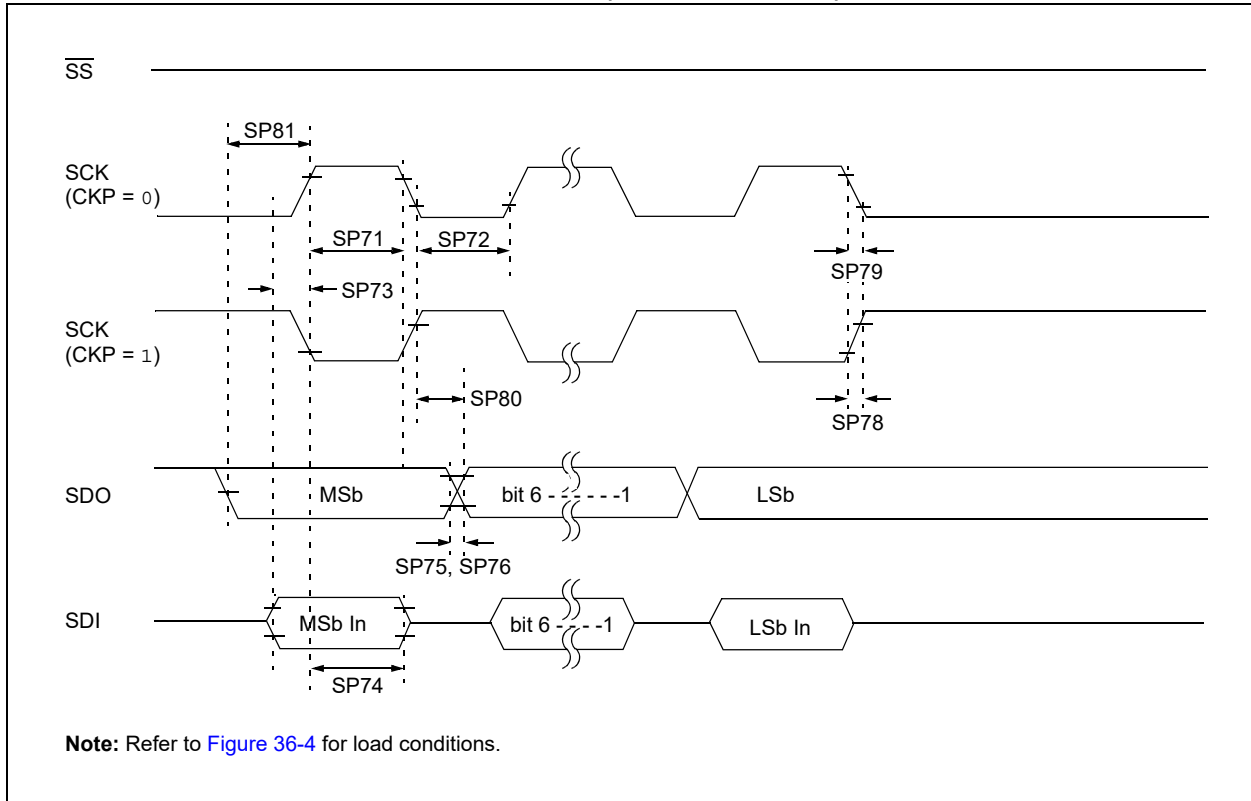 SS
SP81
SCK
(CKP = 0)
SP71
SP72
SP79
SP73
SCK
(CKP = 1)
SP80
SP78
SDO
MSb
bit 6 - - - - - -1
LSb
SP75, SP76
SDI
MSb In
bit 6 - - - -1
LSb In
SP74
Note: Refer to Figure 36-4 for load conditions.